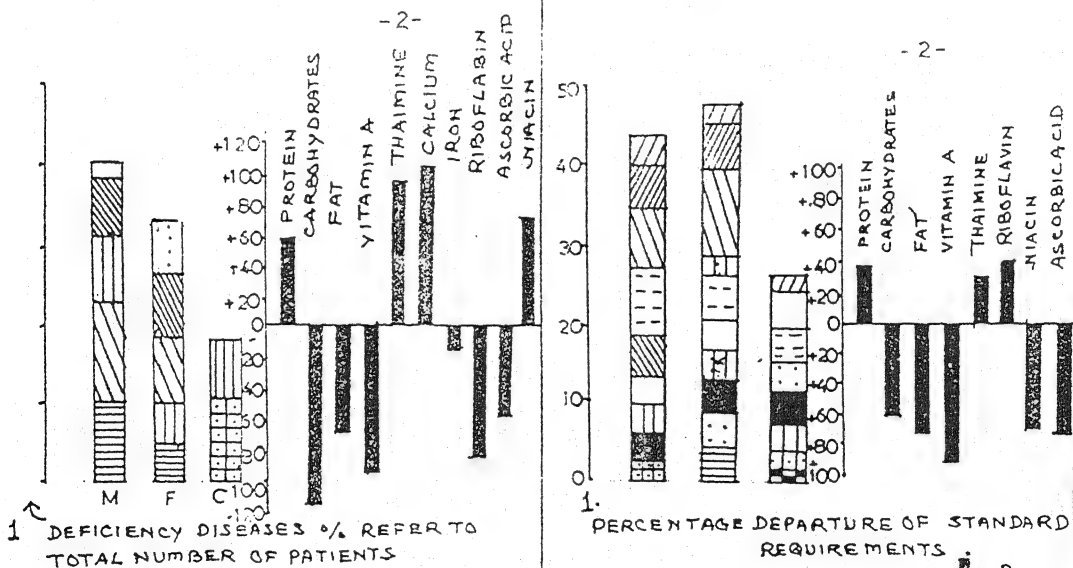 -2-
+120
+100
+80
+60
+40
+20
0
20
40
60
80
100
120
PROTEIN
CARBOHYDRATES
FAT
VITAMIN A
THAIMINE
CALCIUM
IRON
RIBOFLABIN
ASCORBIC ACID
NIACIN
M F C
1 DEFICIENCY DISEASES % REFER TO
TOTAL NUMBER OF PATIENTS
-2-
50
40
30
20
10
0
+100
+80
+60
+40
+20
0
+20
+40
+60
+80
100
PROTEIN
CARBOHYDRATES
FAT
VITAMIN A
THAIMINE
RIBOFLAVIN
NIACIN
ASCORBIC ACID
1.
PERCENTAGE DEPARTURE OF STANDARD
REQUIREMENTS